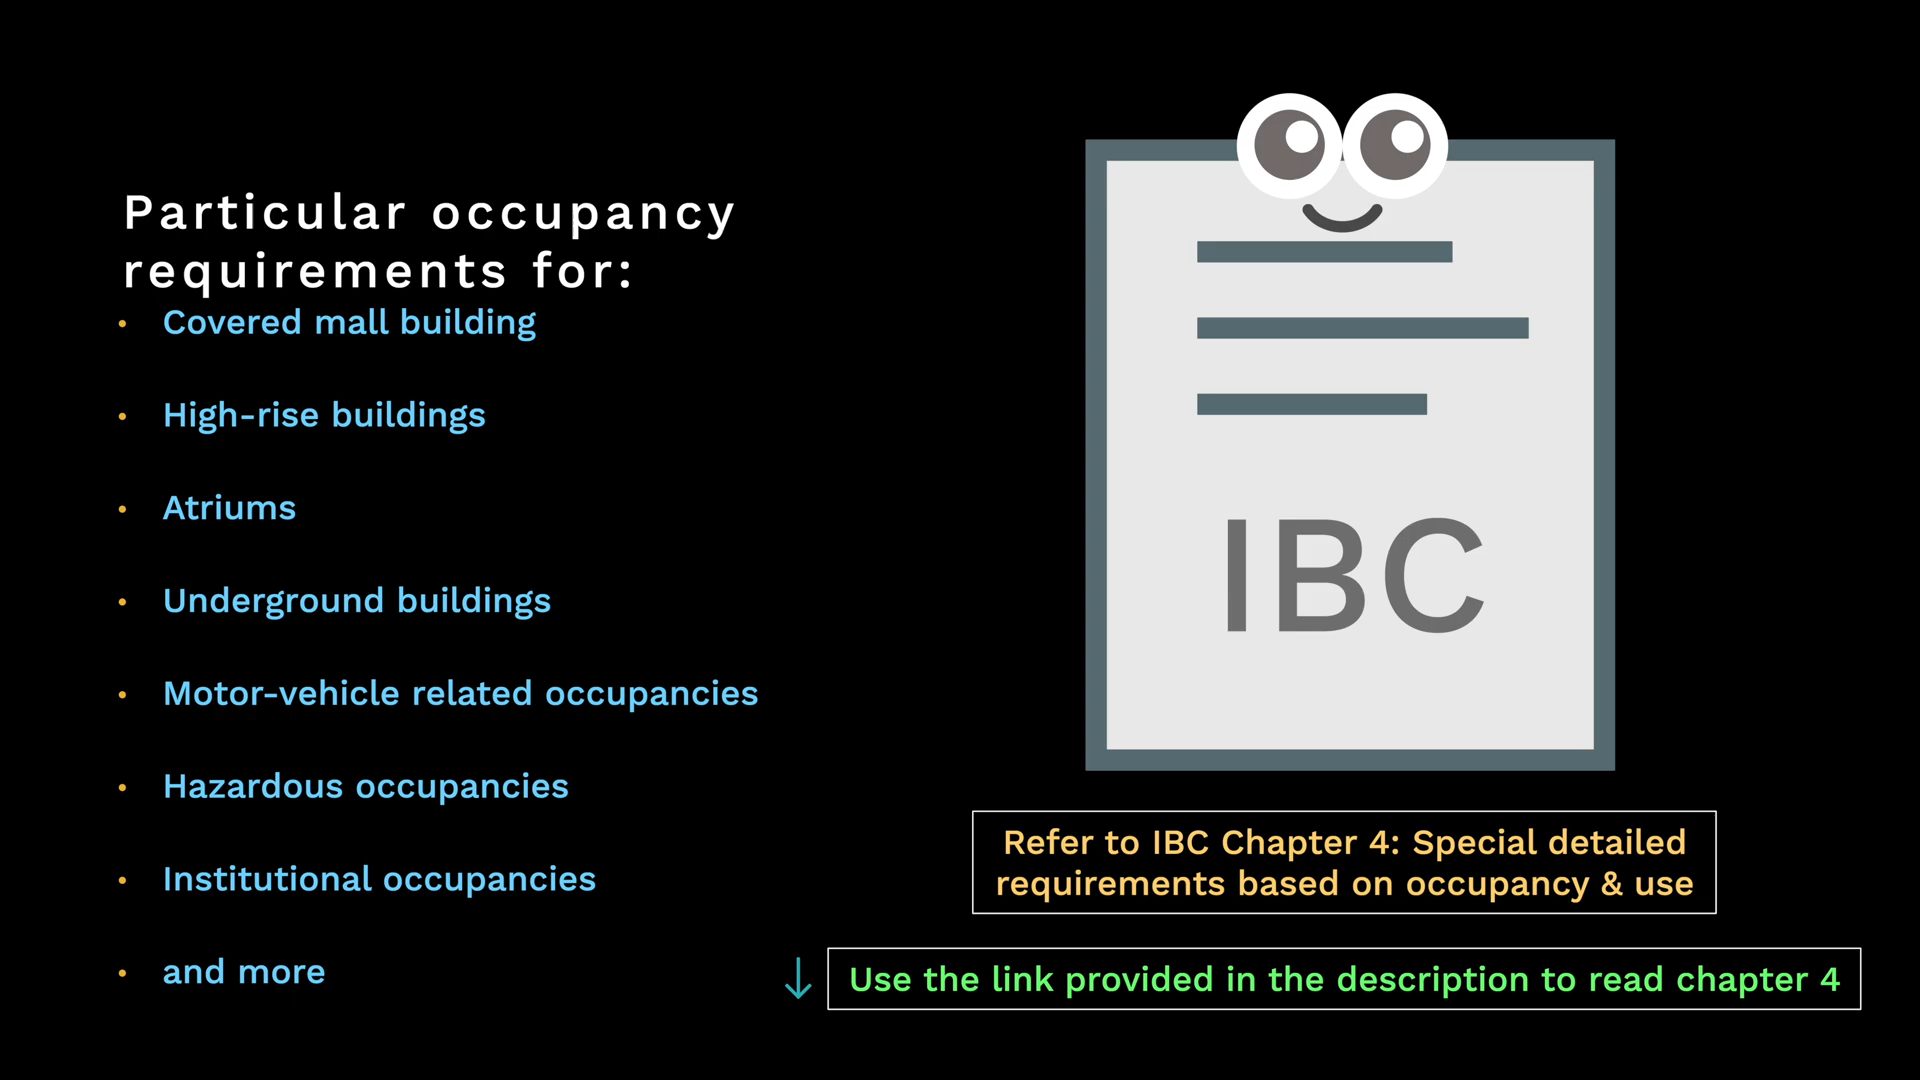 Particular occupancy
requirements for:
• Covered mall building
• High-rise buildings
• Atriums
• Underground buildings
• Motor-vehicle related occupancies
• Hazardous occupancies
• Institutional occupancies
• and more
IBC
Refer to IBC Chapter 4: Special detailed
requirements based on occupancy & use
↓ Use the link provided in the description to read chapter 4